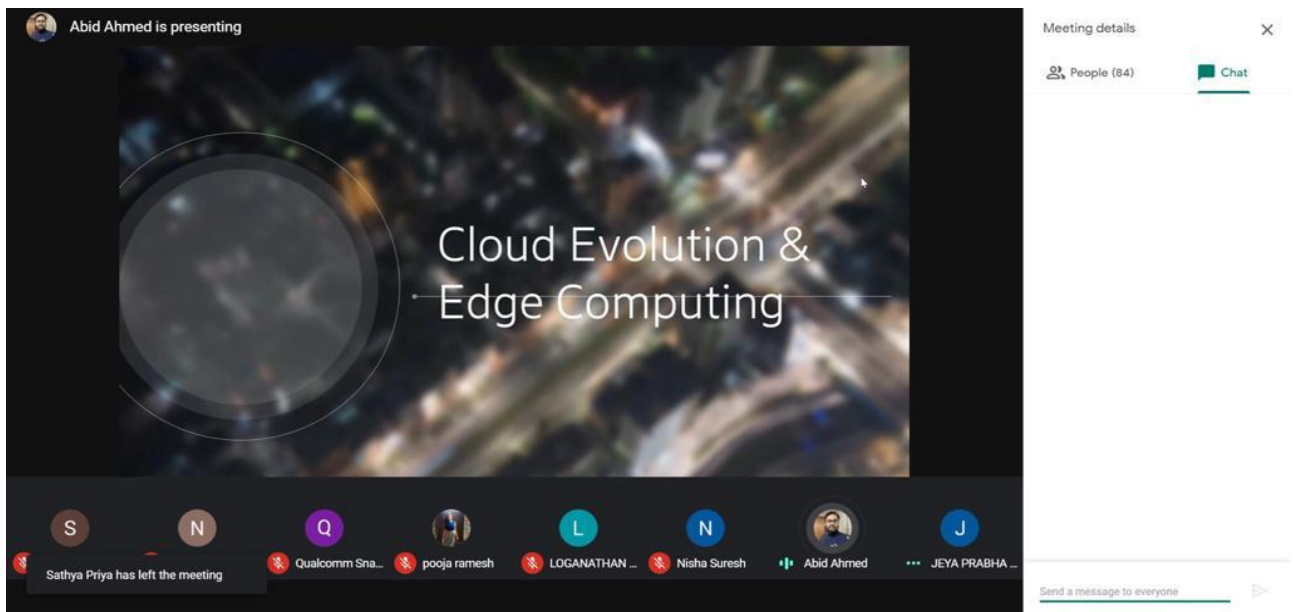 Abid Ahmed is presenting
Meeting details
People (84)
Chat
Cloud Evolution &
Edge Computing
S
N
Q
L
N
J
Qualcomm Sna...
pooja ramesh
LOGANATHAN ...
Nisha Suresh
Abid Ahmed
JEYA PRABHA ...
Sathya Priya has left the meeting
Send a message to everyone